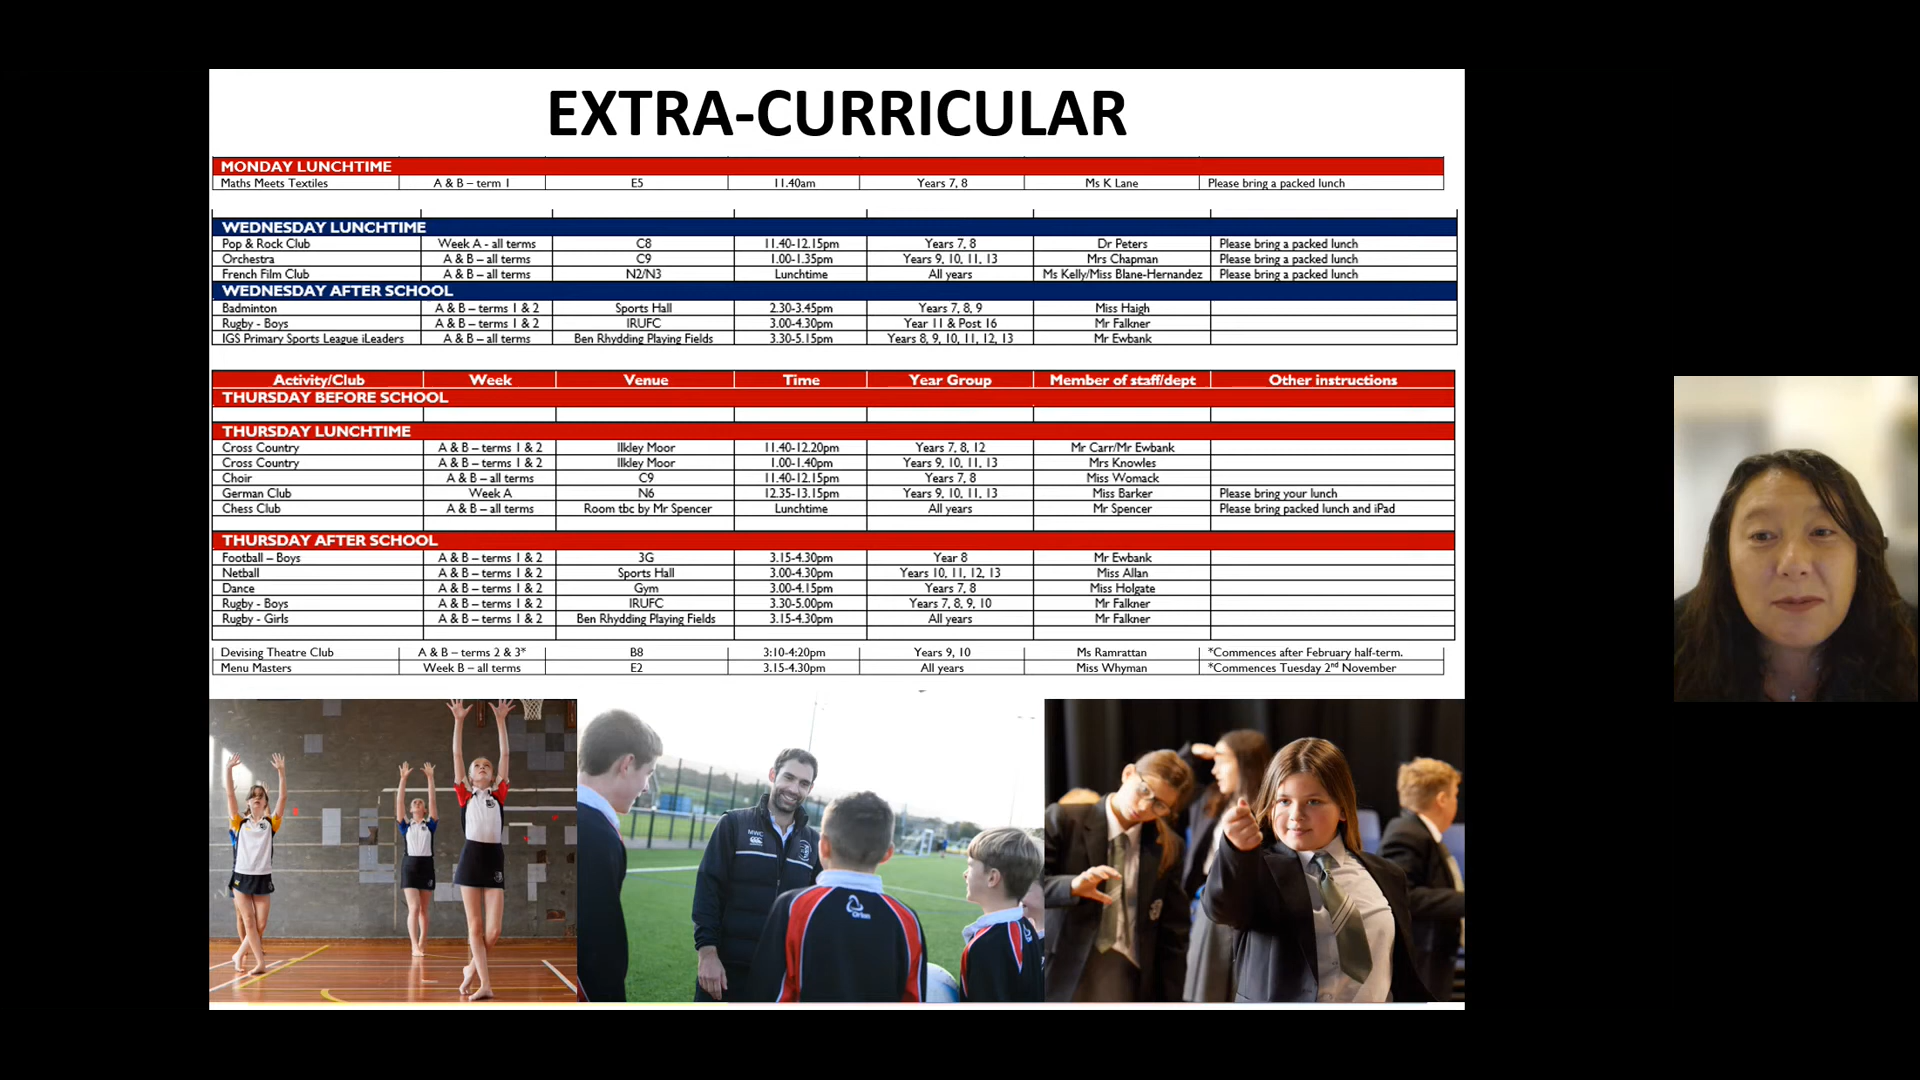 EXTRA-CURRICULAR
MONDAY LUNCHTIME
Maths Meets Textiles A & B – term 1 E5 11.40am Years 7, 8 Ms K Lane Please bring a packed lunch
WEDNESDAY LUNCHTIME
Pop & Rock Club Week A - all terms C8 11.40-12.15pm Years 7, 8 Dr Peters Please bring a packed lunch
Orchestra A & B – all terms C9 1.00-1.35pm Years 9, 10, 11, 13 Mrs Chapman Please bring a packed lunch
French Film Club A & B – all terms N2/N3 Lunchtime All years Ms Kelly/Miss Blane-Hernandez Please bring a packed lunch
WEDNESDAY AFTER SCHOOL
Badminton A & B – terms 1 & 2 Sports Hall 2.30-3.45pm Years 7, 8, 9 Miss Haigh
Rugby - Boys A & B – terms 1 & 2 IRUFC 3.00-4.30pm Year 11 & Post 16 Mr Falkner
IGS Primary Sports League iLeaders A & B – all terms Ben Rhydding Playing Fields 3.30-5.15pm Years 8, 9, 10, 11, 12, 13 Mr Ewbank
Activity/Club Week Venue Time Year Group Member of staff/dept Other instructions
THURSDAY BEFORE SCHOOL
THURSDAY LUNCHTIME
Cross Country A & B – terms 1 & 2 Ilkley Moor 11.40-12.20pm Years 7, 8, 12 Mr Carr/Mr Ewbank
Cross Country A & B – terms 1 & 2 Ilkley Moor 1.00-1.40pm Years 9, 10, 11, 13 Mrs Knowles
Choir A & B – all terms C9 11.40-12.15pm Years 7, 8 Miss Womack
German Club Week A N6 12.35-13.15pm Years 9, 10, 11, 13 Miss Barker Please bring your lunch
Chess Club A & B – all terms Room tbc by Mr Spencer Lunchtime All years Mr Spencer Please bring packed lunch and iPad
THURSDAY AFTER SCHOOL
Football – Boys A & B – terms 1 & 2 3G 3.15-4.30pm Year 8 Mr Ewbank
Netball A & B – terms 1 & 2 Sports Hall 3.00-4.30pm Years 10, 11, 12, 13 Miss Allan
Dance A & B – terms 1 & 2 Gym 3.00-4.15pm Years 7, 8 Miss Holgate
Rugby - Boys A & B – terms 1 & 2 IRUFC 3.30-5.00pm Years 7, 8, 9, 10 Mr Falkner
Rugby - Girls A & B – terms 1 & 2 Ben Rhydding Playing Fields 3.15-4.30pm All years Mr Falkner
Devising Theatre Club A & B – terms 2 & 3* B8 3:10-4:20pm Years 9, 10 Ms Ramrattan *Commences after February half-term.
Menu Masters Week B – all terms E2 3.15-4.30pm All years Miss Whyman *Commences Tuesday 2nd November
MWC
Orion